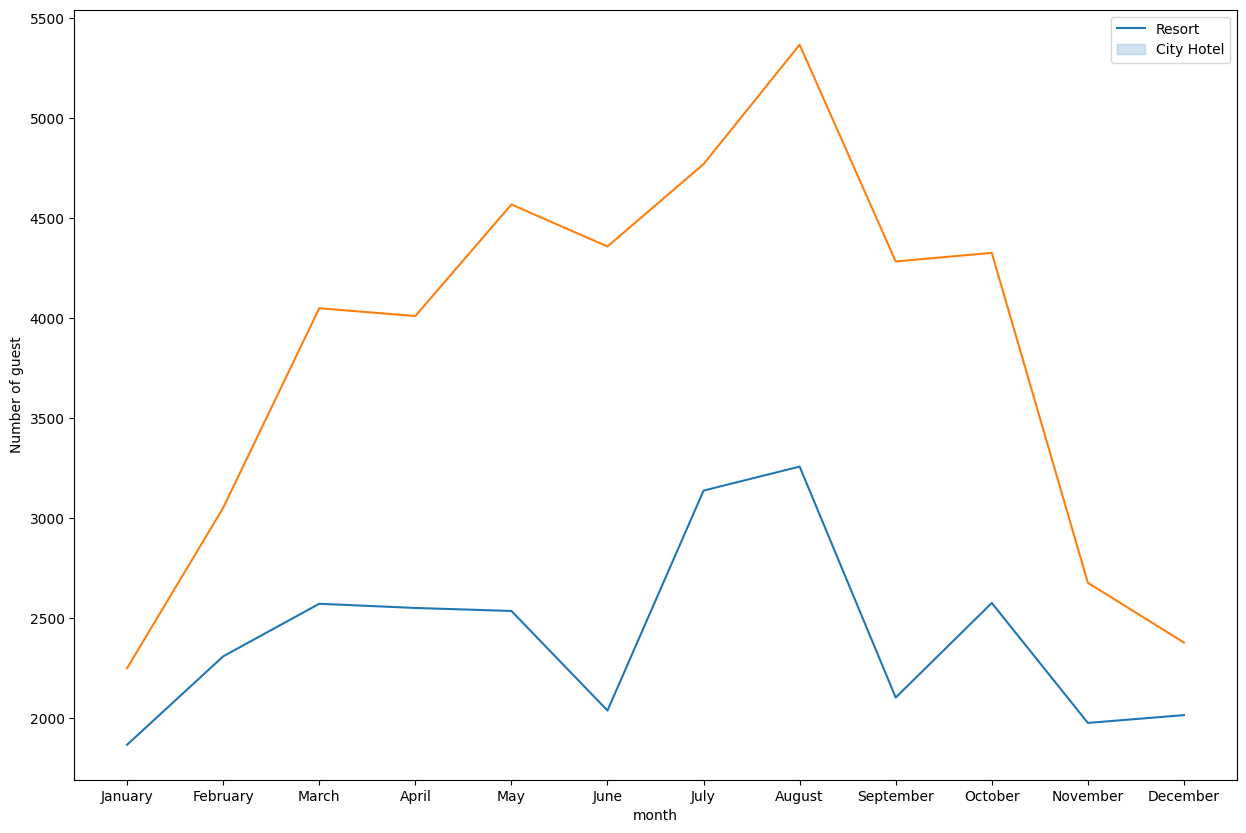 Resort
City Hotel
5500
5000
4500
4000
3500
3000
2500
2000
Number of guest
January February March April May June July August September October November December
month